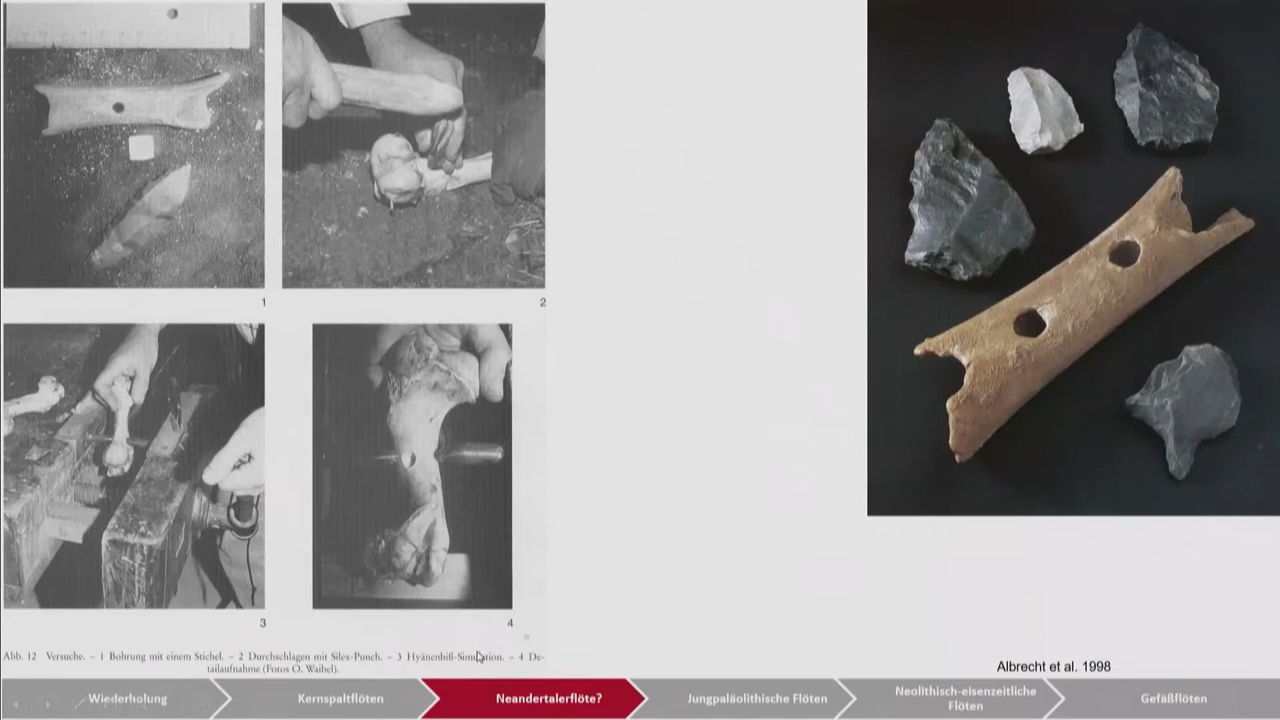 1
2
3
4
Abb. 12 Versuche. – 1 Bohrung mit einem Stichel. – 2 Durchschlagen mit Silex-Punch. – 3 Hyänenbiß-Simulation. – 4 De-
tailaufnahme (Fotos O. Waibel).
Albrecht et al. 1998
Wiederholung
Kernspaltflöten
Neandertalerflöte?
Jungpaläolithische Flöten
Neolithisch-eisenzeitliche
Flöten
Gefäßflöten